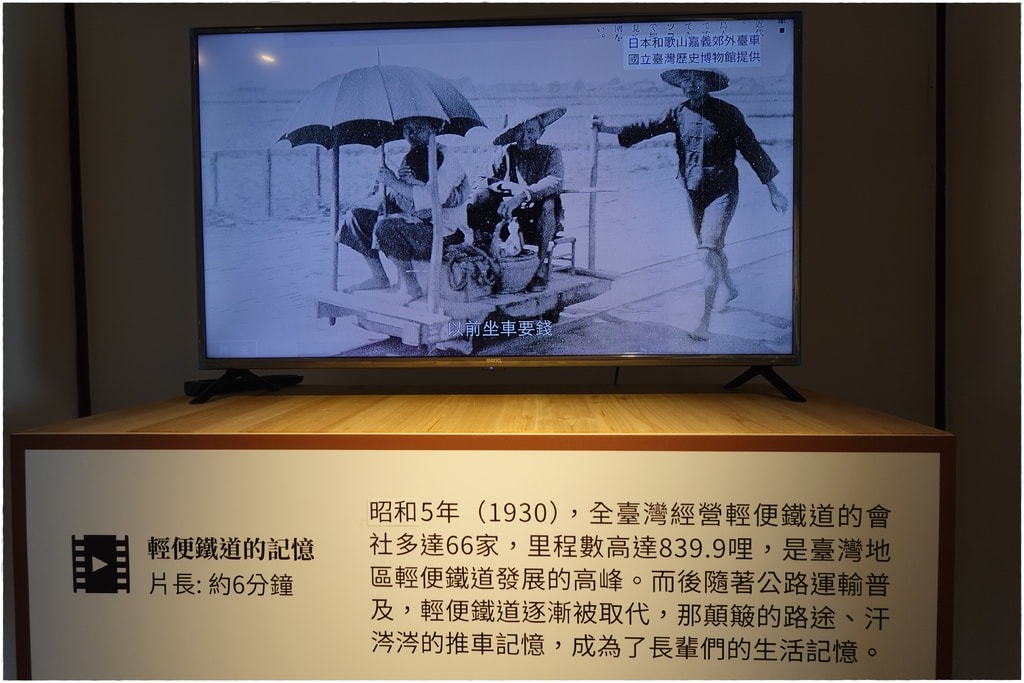 日本和歌山嘉義郊外臺車
國立臺灣歷史博物館提供
以前坐車要錢
BenQ
輕便鐵道的記憶
片長: 約6分鐘
昭和5年（1930），全臺灣經營輕便鐵道的會
社多達66家，里程數高達839.9哩，是臺灣地
區輕便鐵道發展的高峰。而後隨著公路運輸普
及，輕便鐵道逐漸被取代，那顛簸的路途、汗
涔涔的推車記憶，成為了長輩們的生活記憶。